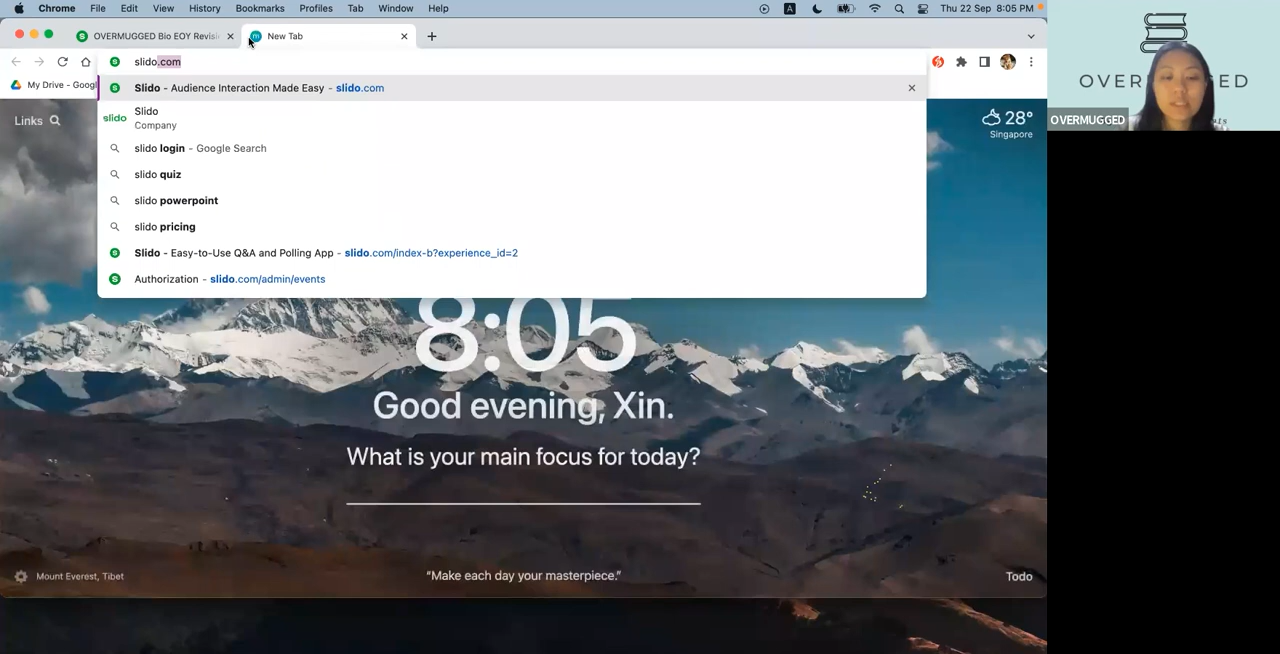 Chrome File Edit View History Bookmarks Profiles Tab Window Help
A
Thu 22 Sep 8:05 PM
OVERMUGGED Bio EOY Revisi
New Tab
slido.com
My Drive - Googl
Slido - Audience Interaction Made Easy - slido.com
slido
Slido
Company
slido login - Google Search
slido quiz
slido powerpoint
slido pricing
Slido - Easy-to-Use Q&A and Polling App - slido.com/index-b?experience_id=2
Authorization - slido.com/admin/events
Links
28°
Singapore
8:05
Good evening, Xin.
What is your main focus for today?
Mount Everest, Tibet
“Make each day your masterpiece.”
Todo
OVERMUGGED